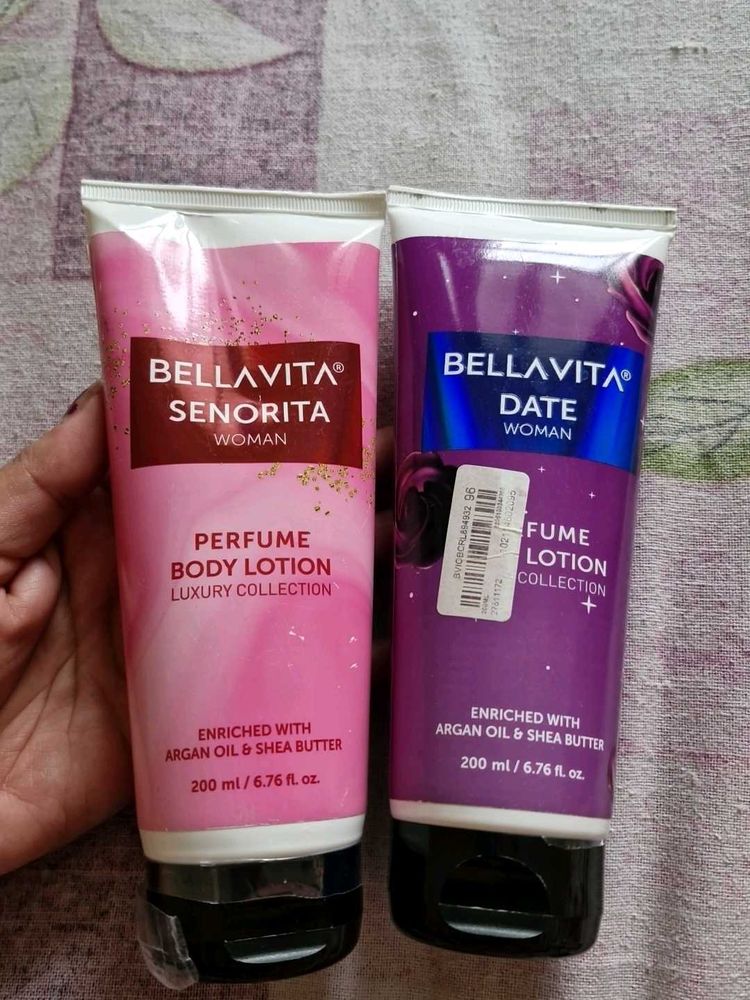 BELLAVITA®
SENORITA
WOMAN
PERFUME
BODY LOTION
LUXURY COLLECTION
ENRICHED WITH
ARGAN OIL & SHEA BUTTER
200 ml / 6.76 fl. oz.
BELLAVITA®
DATE
WOMAN
FUME
LOTION
COLLECTION
ENRICHED WITH
ARGAN OIL & SHEA BUTTER
200 ml / 6.76 fl. oz.
27611172